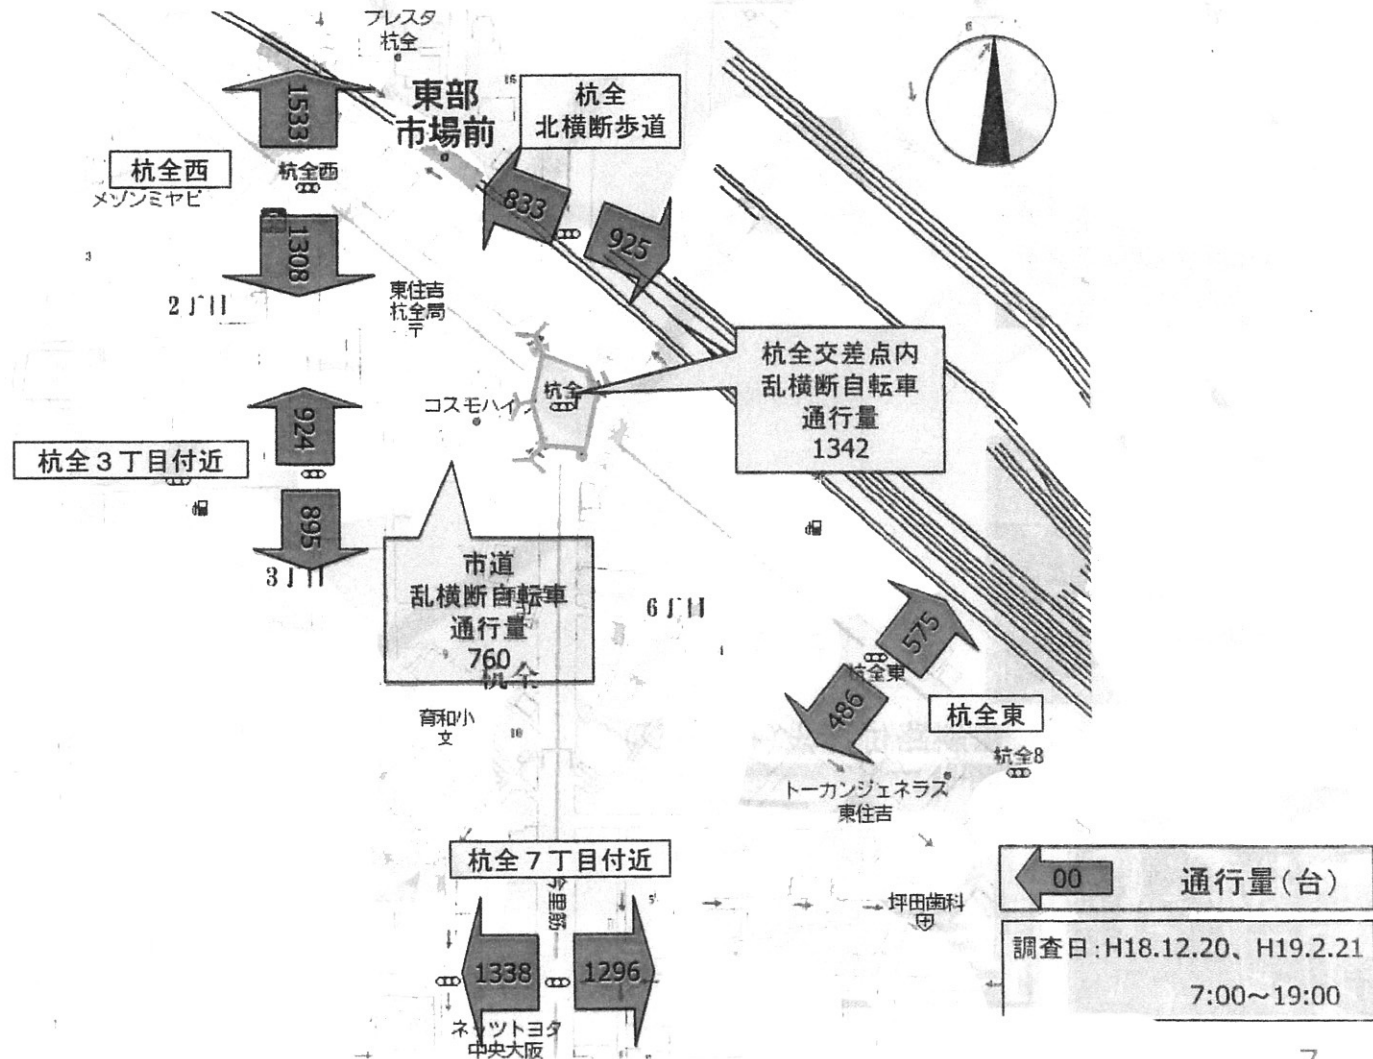 プレスタ
杭全
東部
市場前
16
杭全
北横断歩道
6
1533
杭全西
杭全西
メゾンミヤビ
833
925
1308
3
2丁目
東住吉
杭全局
〒
杭全交差点内
乱横断自転車
通行量
1342
杭全
コスモハイツ
924
杭全3丁目付近
895
3丁目
市道
乱横断自転車
通行量
760
杭全
6丁目
575
杭全東
486
杭全東
杭全8
育和小
文
10
トーカンジェネラス
東住吉
杭全7丁目付近
今里筋
坪田歯科
00
通行量(台)
1338
1296
調査日:H18.12.20、H19.2.21
7:00～19:00
ネッツトヨタ
中央大阪